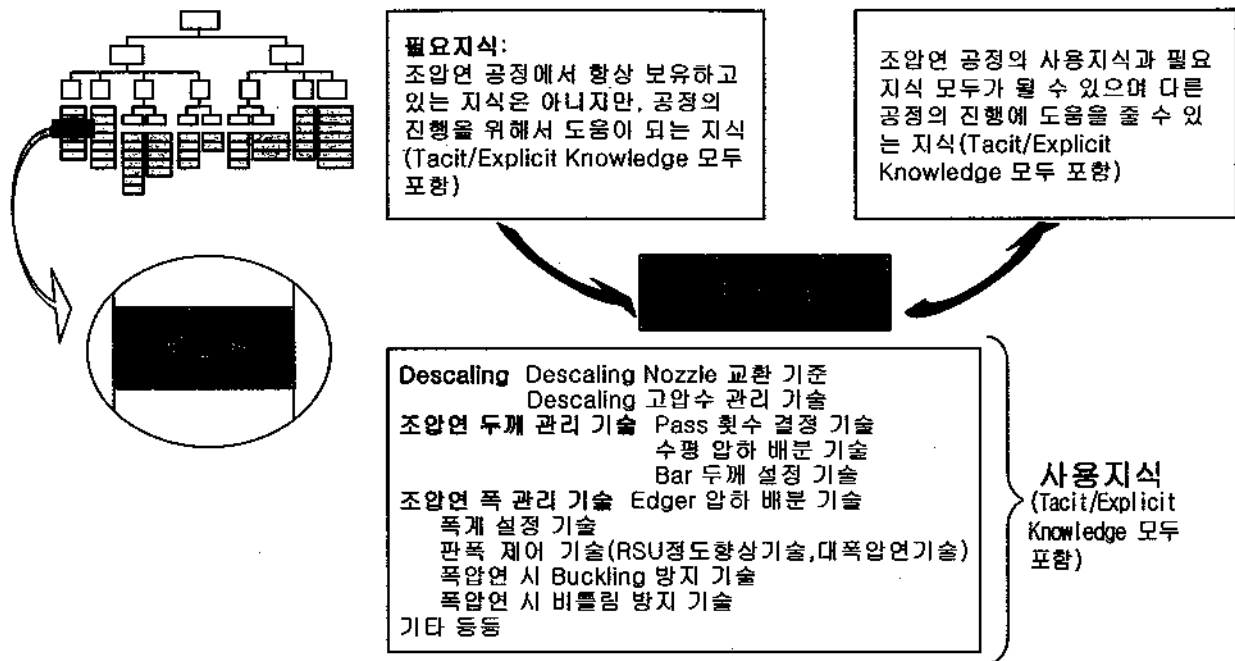 필요지식:
조압연 공정에서 항상 보유하고
있는 지식은 아니지만, 공정의
진행을 위해서 도움이 되는 지식
(Tacit/Explicit Knowledge 모두
포함)
조압연 공정의 사용지식과 필요
지식 모두가 될 수 있으며 다른
공정의 진행에 도움을 줄 수 있
는 지식(Tacit/Explicit
Knowledge 모두 포함)
Descaling Descaling Nozzle 교환 기준
Descaling 고압수 관리 기술
조압연 두께 관리 기술 Pass 횟수 결정 기술
수평 압하 배분 기술
Bar 두께 설정 기술
조압연 폭 관리 기술 Edger 압하 배분 기술
폭계 설정 기술
판폭 제어 기술(RSU정도향상기술,대폭압연기술)
폭압연 시 Buckling 방지 기술
폭압연 시 비틀림 방지 기술
기타 등등
사용지식
(Tacit/Explicit
Knowledge 모두
포함)